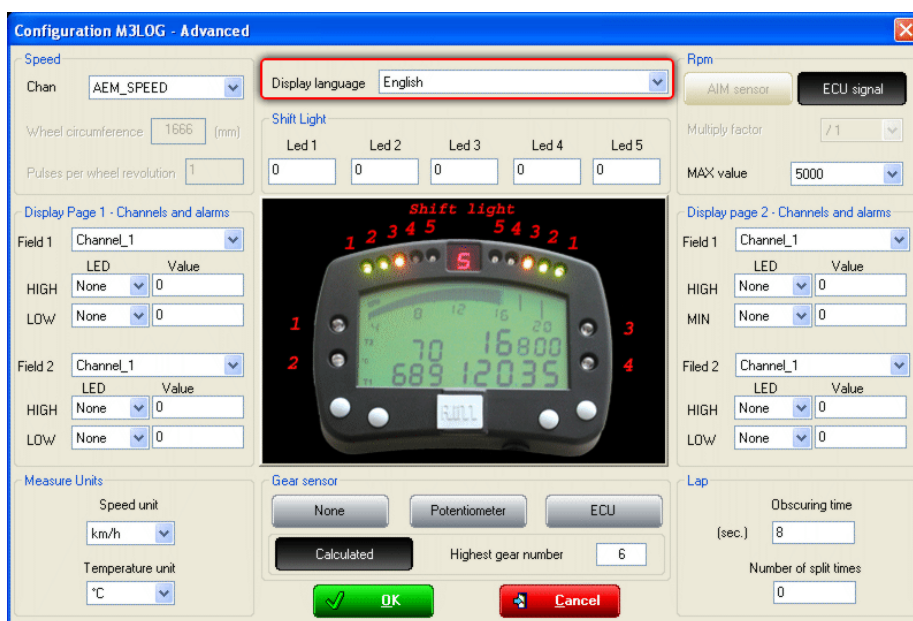 Configuration M3LOG - Advanced
Speed
Chan AEM_SPEED
Wheel circumference 1666 (mm)
Pulses per wheel revolution 1
Display language English
Shift Light
Led 1 Led 2 Led 3 Led 4 Led 5
0 0 0 0 0
Rpm
AIM sensor ECU signal
Multiply factor / 1
MAX value 5000
Display Page 1 - Channels and alarms
Field 1 Channel_1
LED Value
HIGH None 0
LOW None 0
Field 2 Channel_1
LED Value
HIGH None 0
LOW None 0
Shift light
1 2 3 4 5 5 4 3 2 1
5
4 8 12 16 20
1 3
2 4
70 16800
689 12035
Display page 2 - Channels and alarms
Field 1 Channel_1
LED Value
HIGH None 0
MIN None 0
Filed 2 Channel_1
LED Value
HIGH None 0
LOW None 0
Measure Units
Speed unit
km/h
Temperature unit
°C
Gear sensor
None Potentiometer ECU
Calculated Highest gear number 6
OK Cancel
Lap
Obscuring time
(sec.) 8
Number of split times
0